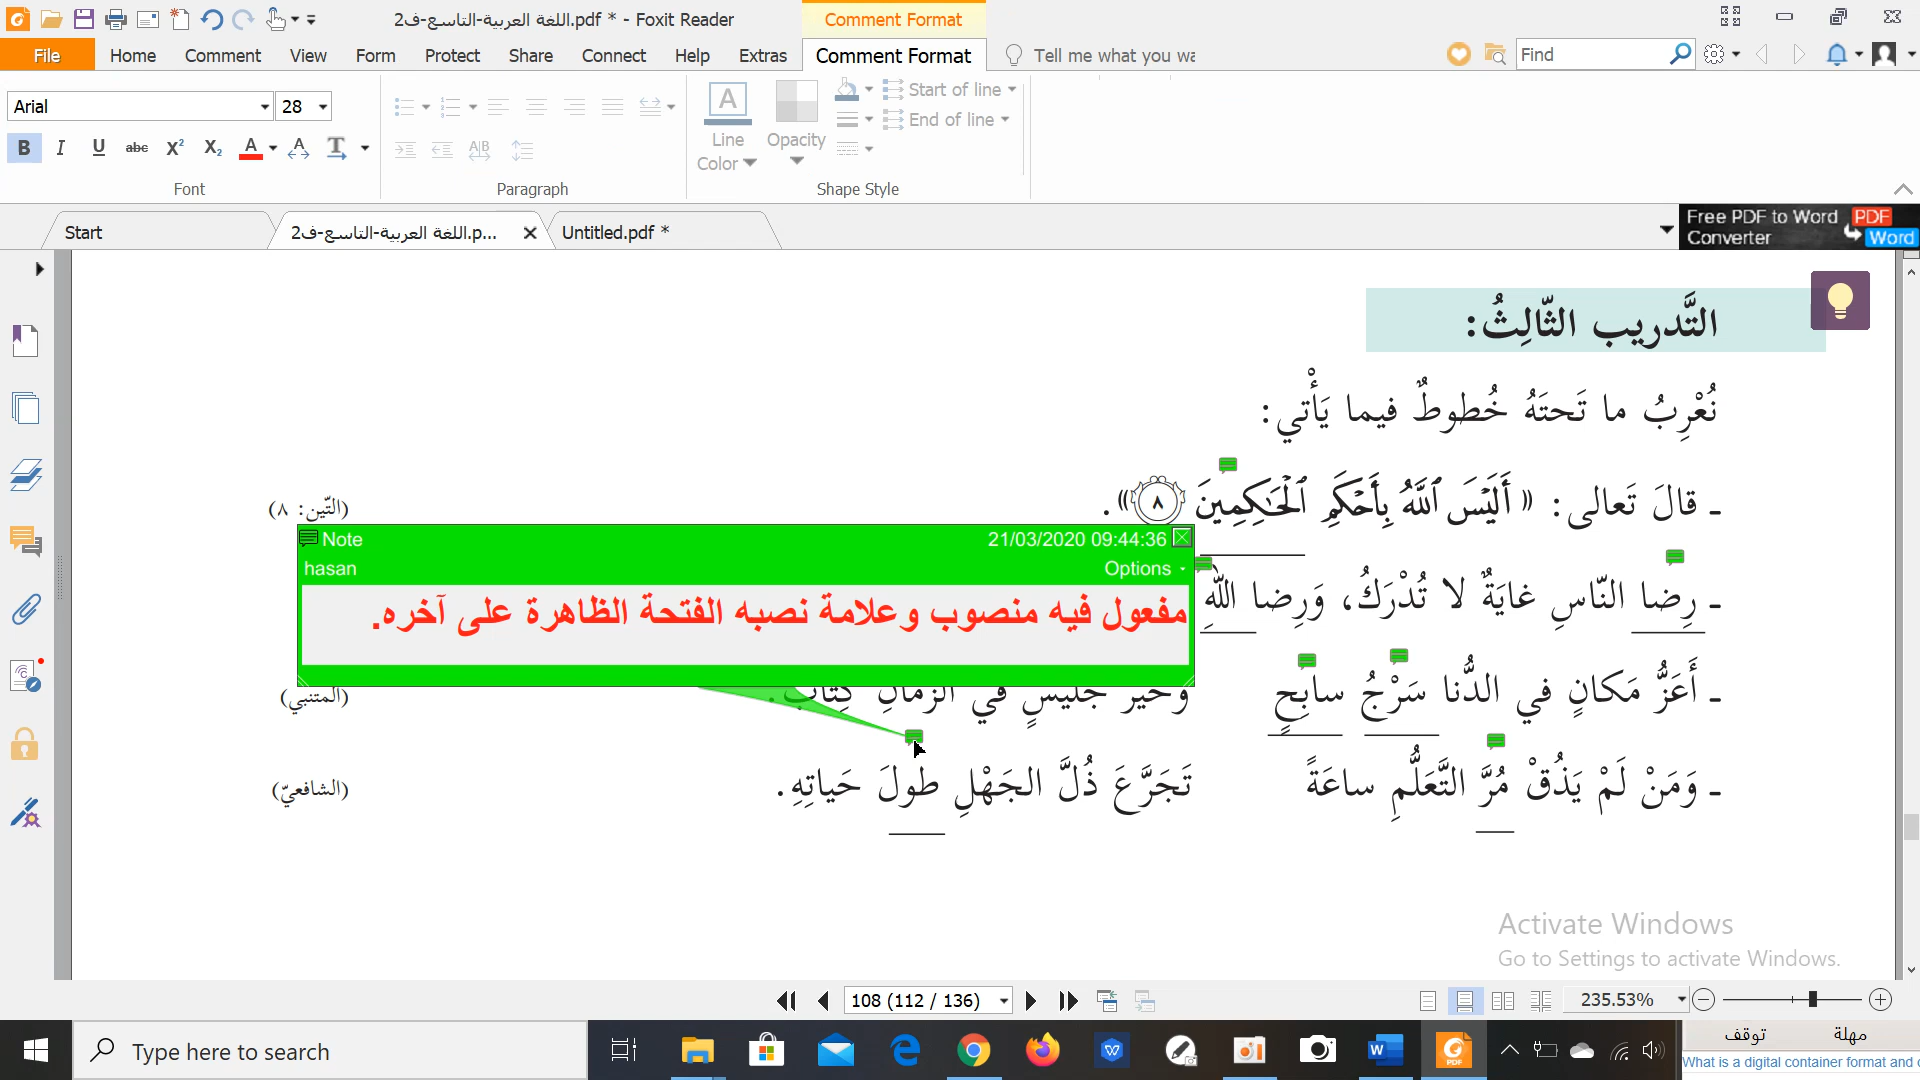 اللغة العربية-التاسع-ف2.pdf * - Foxit Reader
Comment Format
File Home Comment View Form Protect Share Connect Help Extras Comment Format Tell me what you wa Find
Arial 28
Start of line
End of line
Line Color
Opacity
Font Paragraph Shape Style
Start
اللغة العربية-التاسع-ف2.p...
Untitled.pdf *
Free PDF to Word Converter PDF Word
التَّدريب الثّالِثُ:
نُعْرِبُ ما تَحتَهُ خُطوطٌ فيما يَأْتي:
ـ قالَ تَعالى: « أَلَيْسَ ٱللَّهُ بِأَحْكَمِ ٱلْحَٰكِمِينَ ٨ ». (التّين: ٨)
Note 21/03/2020 09:44:36
hasan Options
مفعول فيه منصوب وعلامة نصبه الفتحة الظاهرة على آخره.
ـ رِضا النّاسِ غايَةٌ لا تُدْرَكُ، وَرِضا اللهِ
ـ أَعَزُّ مَكانٍ في الدُّنا سَرْجُ سابِحٍ وَخَيْرُ جَليسٍ في الزَّمانِ كِتابُ. (المتنبي)
ـ وَمَنْ لَمْ يَذُقْ مُرَّ التَّعَلُّمِ ساعَةً تَجَرَّعَ ذُلَّ الجَهْلِ طولَ حَياتِهِ. (الشافعيّ)
Activate Windows
Go to Settings to activate Windows.
108 (112 / 136)
235.53%
Type here to search
توقف مهلة
What is a digital container format and